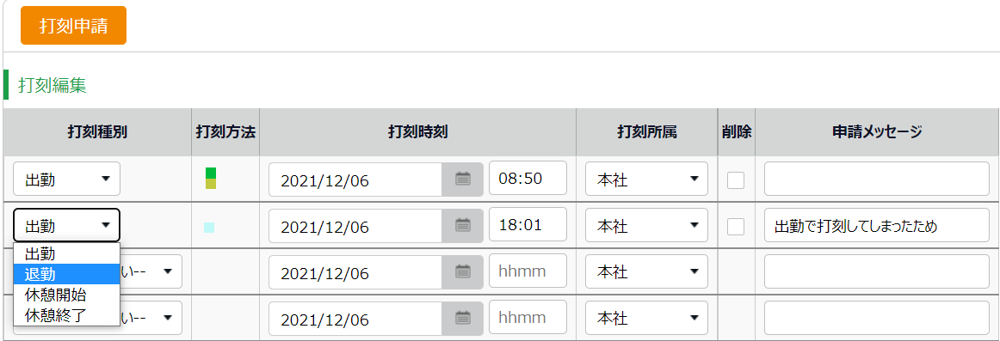 打刻申請
打刻編集
打刻種別 打刻方法 打刻時刻 打刻所属 削除 申請メッセージ
出勤 2021/12/06 08:50 本社
出勤 2021/12/06 18:01 本社 出勤で打刻してしまったため
出勤
退勤
休憩開始
休憩終了
い-- 2021/12/06 hhmm 本社
い-- 2021/12/06 hhmm 本社